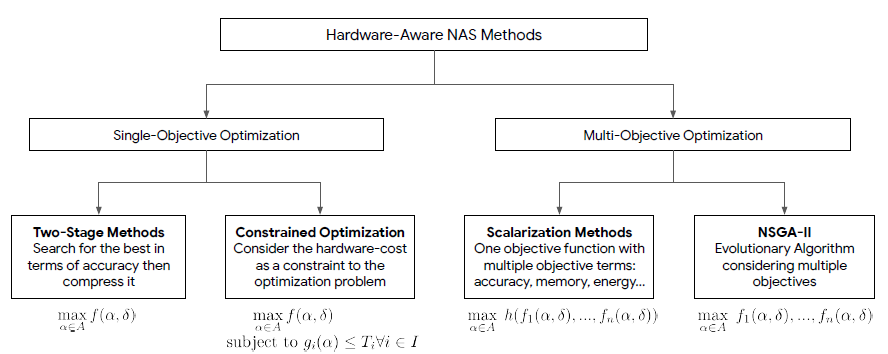 Hardware-Aware NAS Methods
Single-Objective Optimization
Multi-Objective Optimization
Two-Stage Methods
Search for the best in
terms of accuracy then
compress it
Constrained Optimization
Consider the hardware-cost
as a constraint to the
optimization problem
Scalarization Methods
One objective function with
multiple objective terms:
accuracy, memory, energy...
NSGA-II
Evolutionary Algorithm
considering multiple
objectives
max f(α, δ)
α∈A
max f(α, δ)
α∈A
subject to gᵢ(α) ≤ Tᵢ∀i ∈ I
max h(f₁(α, δ), ..., fₙ(α, δ))
α∈A
max f₁(α, δ), ..., fₙ(α, δ)
α∈A